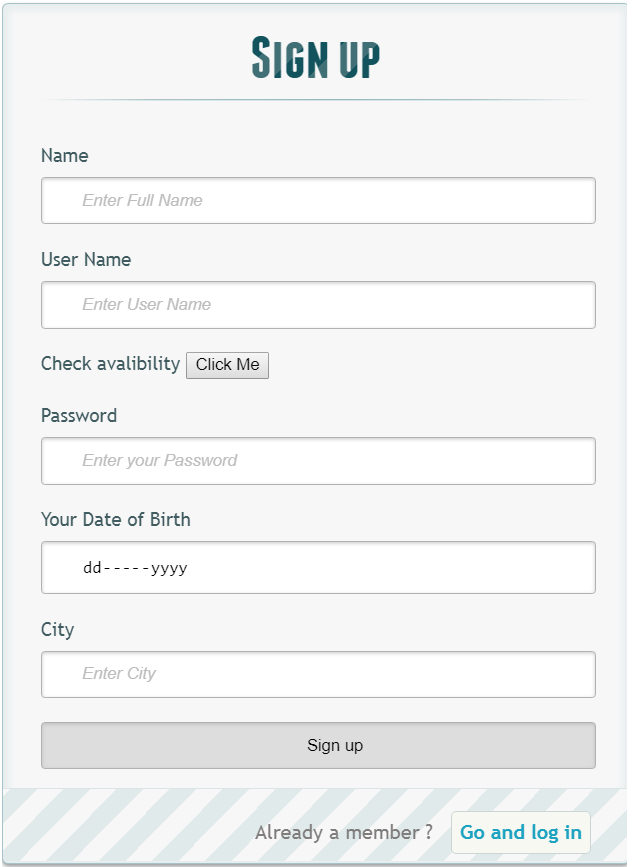 SIGN UP
Name
Enter Full Name
User Name
Enter User Name
Check avalibility Click Me
Password
Enter your Password
Your Date of Birth
dd-----yyyy
City
Enter City
Sign up
Already a member ? Go and log in